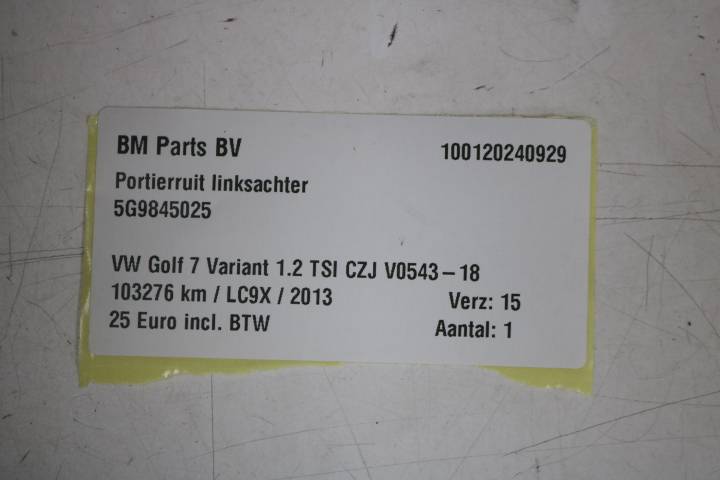 BM Parts BV 100120240929
Portierruit linksachter
5G9845025
VW Golf 7 Variant 1.2 TSI CZJ V0543-18
103276 km / LC9X / 2013 Verz: 15
25 Euro incl. BTW Aantal: 1